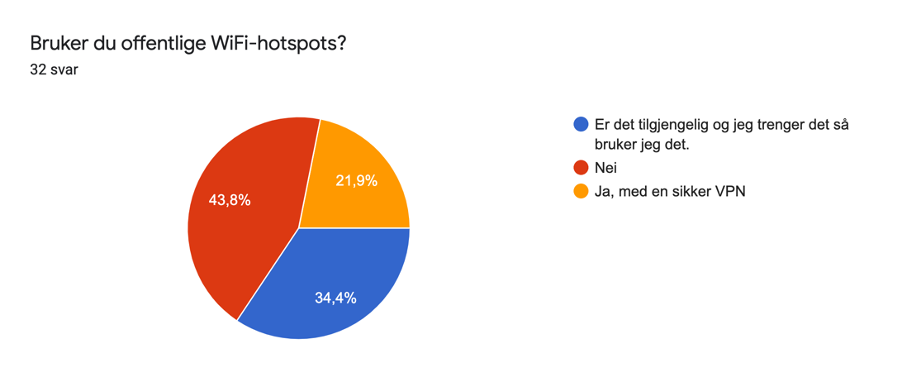 Bruker du offentlige WiFi-hotspots?
32 svar
21,9%
43,8%
34,4%
Er det tilgjengelig og jeg trenger det så
bruker jeg det.
Nei
Ja, med en sikker VPN